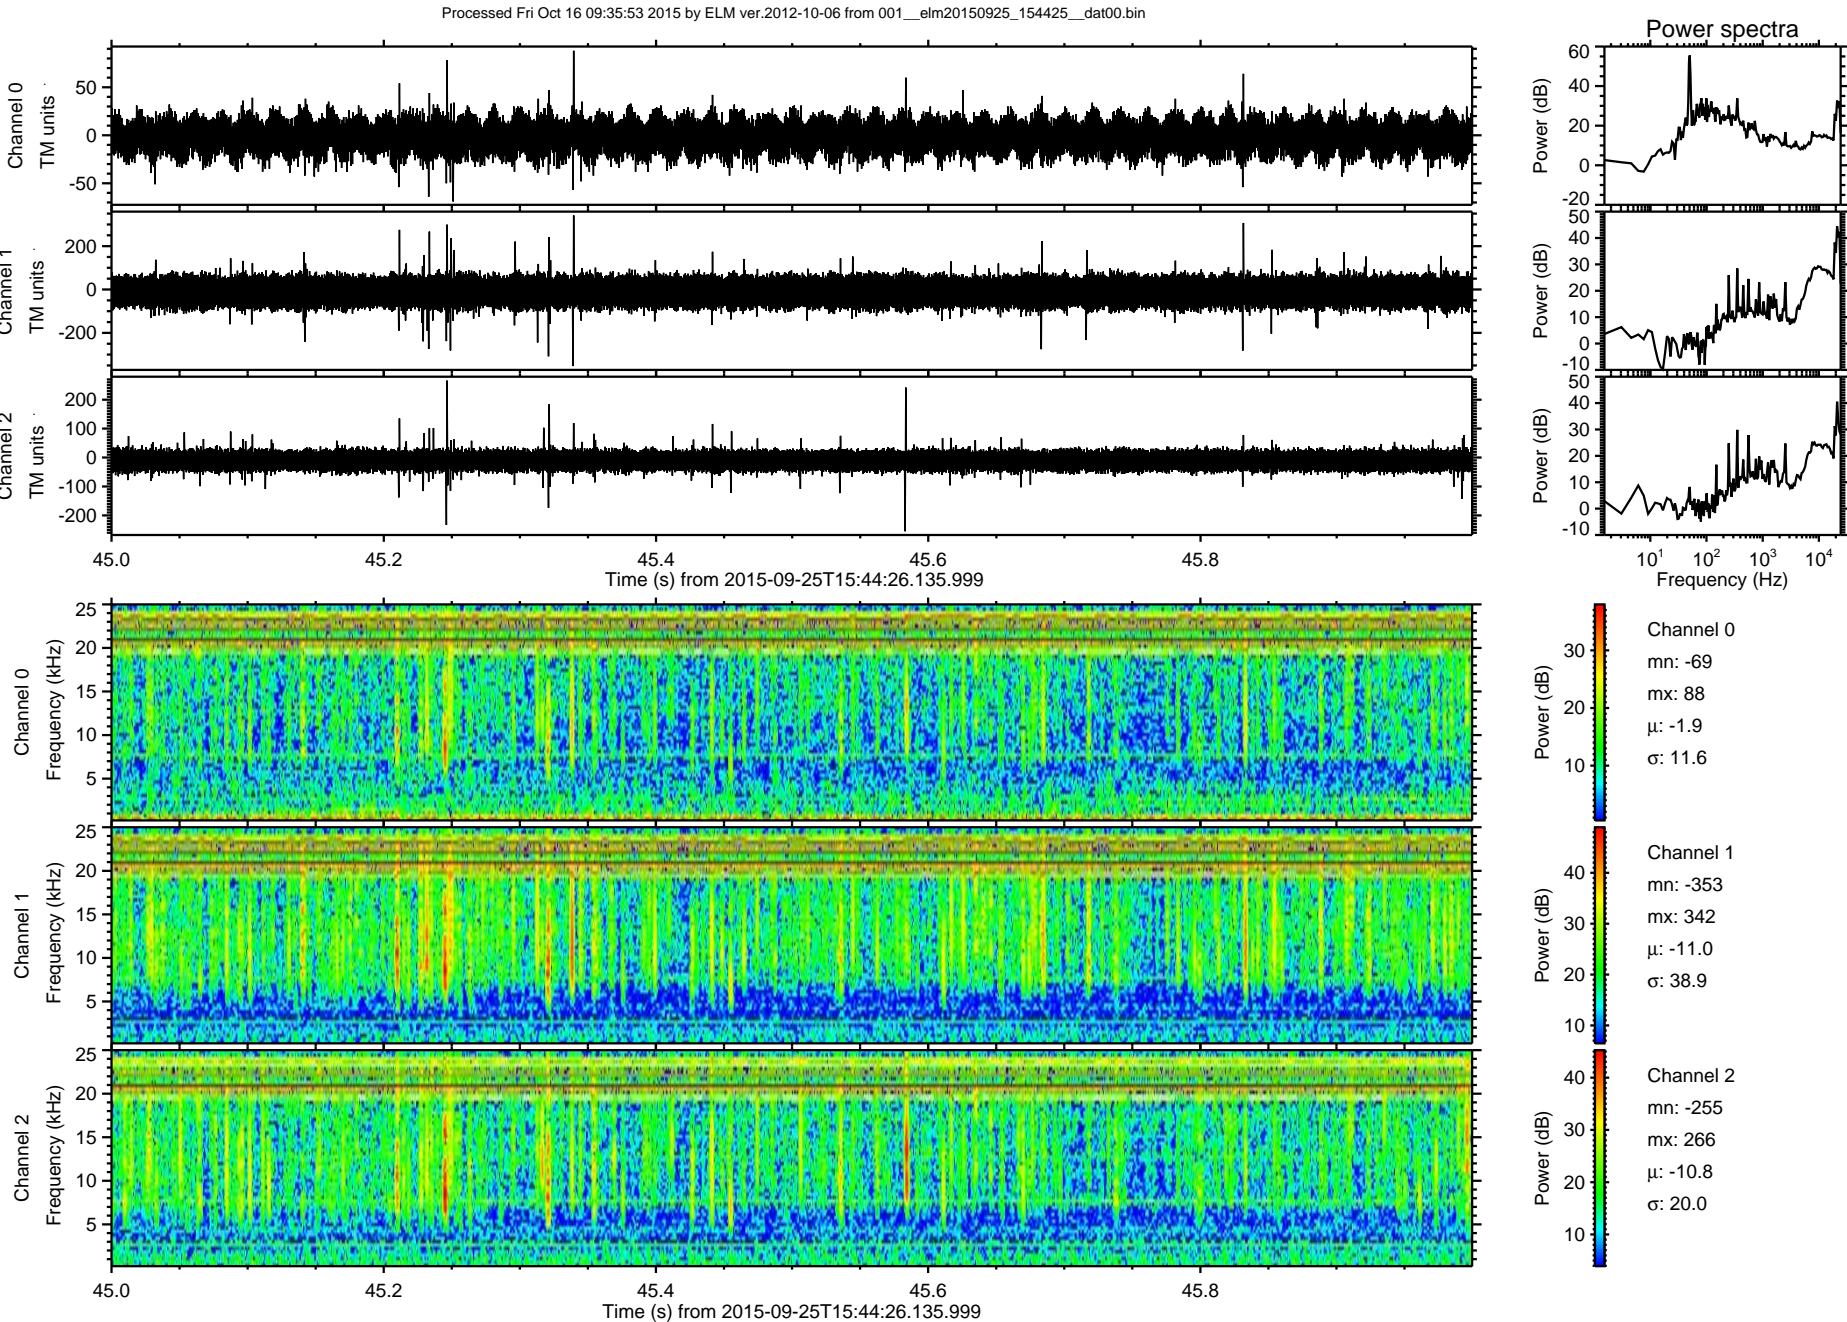 Processed Fri Oct 16 09:35:53 2015 by ELM ver.2012-10-06 from 001__elm20150925_154425__dat00.bin
Power spectra
Channel 0
TM units
50
0
-50
Power (dB)
60
40
20
0
-20
Channel 1
TM units
200
0
-200
Power (dB)
50
40
30
20
10
0
-10
Channel 2
TM units
200
100
0
-100
-200
Power (dB)
50
40
30
20
10
0
-10
45.0 45.2 45.4 45.6 45.8
Time (s) from 2015-09-25T15:44:26.135.999
10¹ 10² 10³ 10⁴
Frequency (Hz)
Channel 0
Frequency (kHz)
25
20
15
10
5
Power (dB)
30
20
10
Channel 0
mn: -69
mx: 88
μ: -1.9
σ: 11.6
Channel 1
Frequency (kHz)
25
20
15
10
5
Power (dB)
40
30
20
10
Channel 1
mn: -353
mx: 342
μ: -11.0
σ: 38.9
Channel 2
Frequency (kHz)
25
20
15
10
5
Power (dB)
40
30
20
10
Channel 2
mn: -255
mx: 266
μ: -10.8
σ: 20.0
45.0 45.2 45.4 45.6 45.8
Time (s) from 2015-09-25T15:44:26.135.999